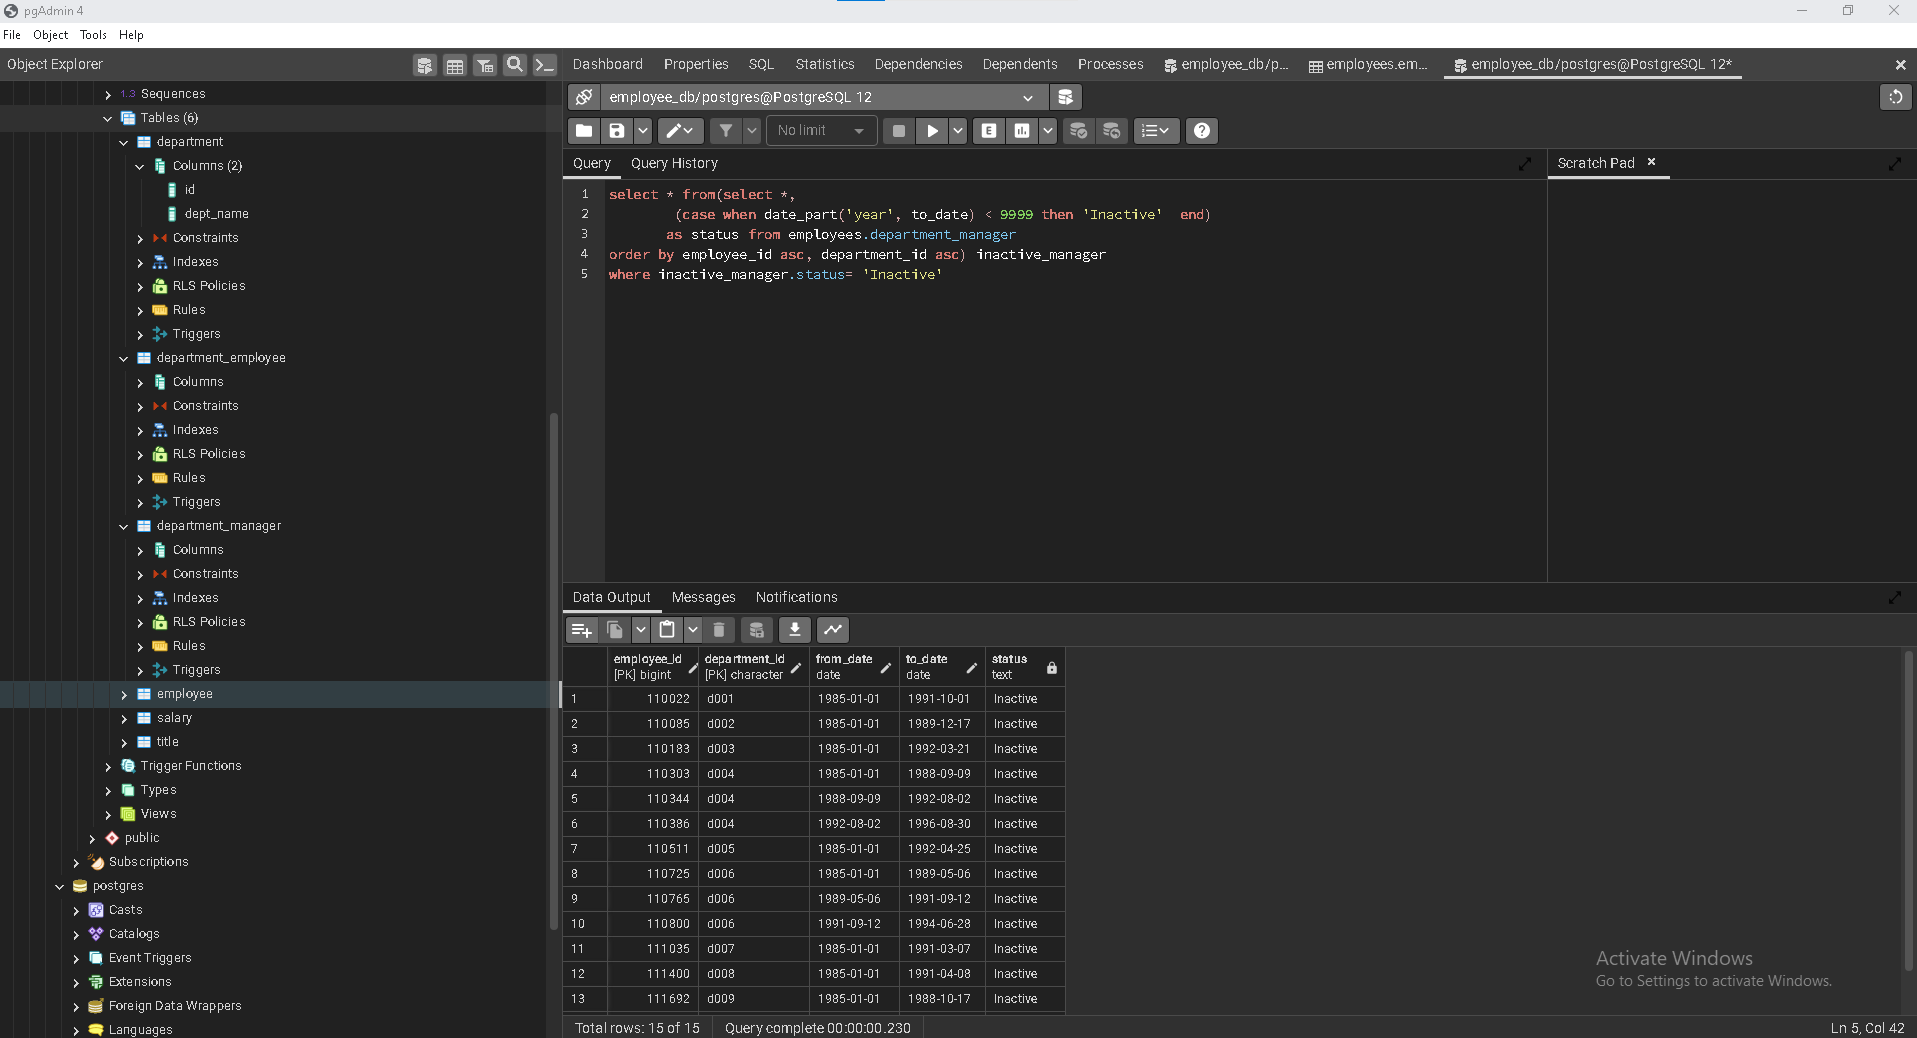 pgAdmin 4
File Object Tools Help
Object Explorer
Dashboard Properties SQL Statistics Dependencies Dependents Processes employee_db/p... employees.em... employee_db/postgres@PostgreSQL 12*
1.3 Sequences
Tables (6)
department
Columns (2)
id
dept_name
Constraints
Indexes
RLS Policies
Rules
Triggers
department_employee
Columns
Constraints
Indexes
RLS Policies
Rules
Triggers
department_manager
Columns
Constraints
Indexes
RLS Policies
Rules
Triggers
employee
salary
title
Trigger Functions
Types
Views
public
Subscriptions
postgres
Casts
Catalogs
Event Triggers
Extensions
Foreign Data Wrappers
Languages
employee_db/postgres@PostgreSQL 12
No limit
E
Query Query History
Scratch Pad
1 select * from(select *,
2 (case when date_part('year', to_date) < 9999 then 'Inactive' end)
3 as status from employees.department_manager
4 order by employee_id asc, department_id asc) inactive_manager
5 where inactive_manager.status= 'Inactive'
Data Output Messages Notifications
employee_id department_id from_date to_date status
[PK] bigint [PK] character date date text
1 110022 d001 1985-01-01 1991-10-01 Inactive
2 110085 d002 1985-01-01 1989-12-17 Inactive
3 110183 d003 1985-01-01 1992-03-21 Inactive
4 110303 d004 1985-01-01 1988-09-09 Inactive
5 110344 d004 1988-09-09 1992-08-02 Inactive
6 110386 d004 1992-08-02 1996-08-30 Inactive
7 110511 d005 1985-01-01 1992-04-25 Inactive
8 110725 d006 1985-01-01 1989-05-06 Inactive
9 110765 d006 1989-05-06 1991-09-12 Inactive
10 110800 d006 1991-09-12 1994-06-28 Inactive
11 111035 d007 1985-01-01 1991-03-07 Inactive
12 111400 d008 1985-01-01 1991-04-08 Inactive
13 111692 d009 1985-01-01 1988-10-17 Inactive
Activate Windows
Go to Settings to activate Windows.
Total rows: 15 of 15 Query complete 00:00:00.230
Ln 5, Col 42